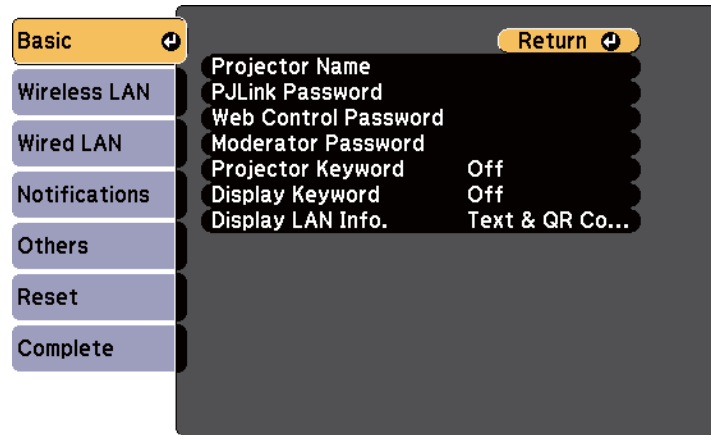 Basic
Wireless LAN
Wired LAN
Notifications
Others
Reset
Complete
Return
Projector Name
PJLink Password
Web Control Password
Moderator Password
Projector Keyword Off
Display Keyword Off
Display LAN Info. Text & QR Co...